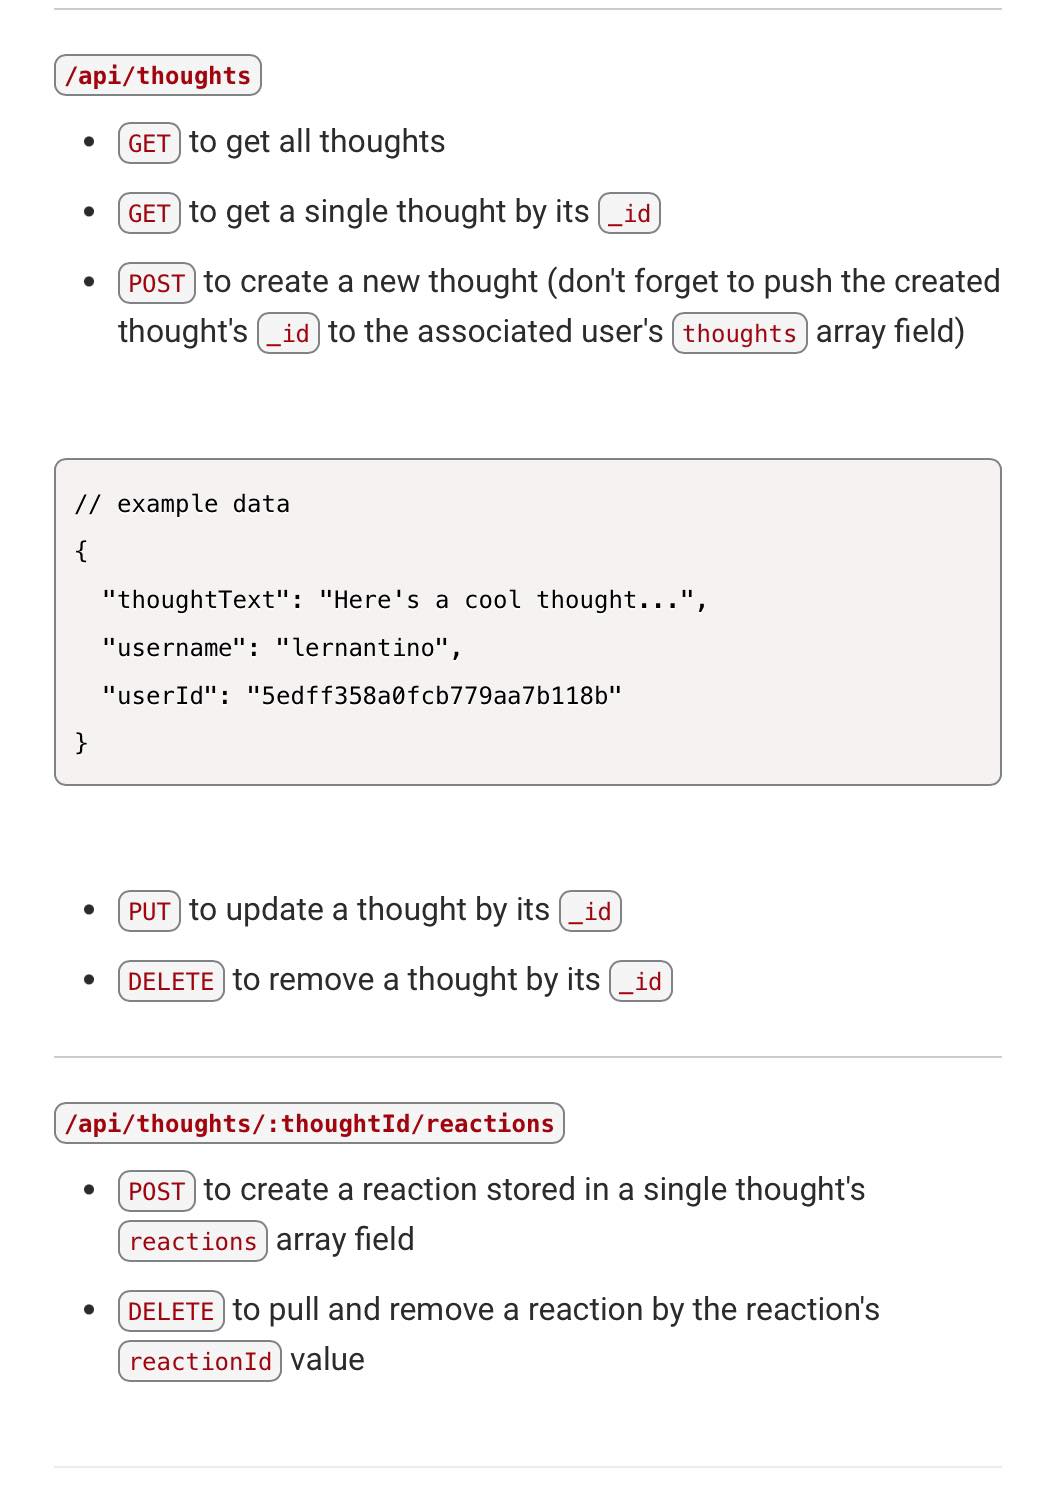 /api/thoughts
• GET to get all thoughts
• GET to get a single thought by its _id
• POST to create a new thought (don't forget to push the created
thought's _id to the associated user's thoughts array field)
// example data
{
  "thoughtText": "Here's a cool thought...",
  "username": "lernantino",
  "userId": "5edff358a0fcb779aa7b118b"
}
• PUT to update a thought by its _id
• DELETE to remove a thought by its _id
/api/thoughts/:thoughtId/reactions
• POST to create a reaction stored in a single thought's
reactions array field
• DELETE to pull and remove a reaction by the reaction's
reactionId value